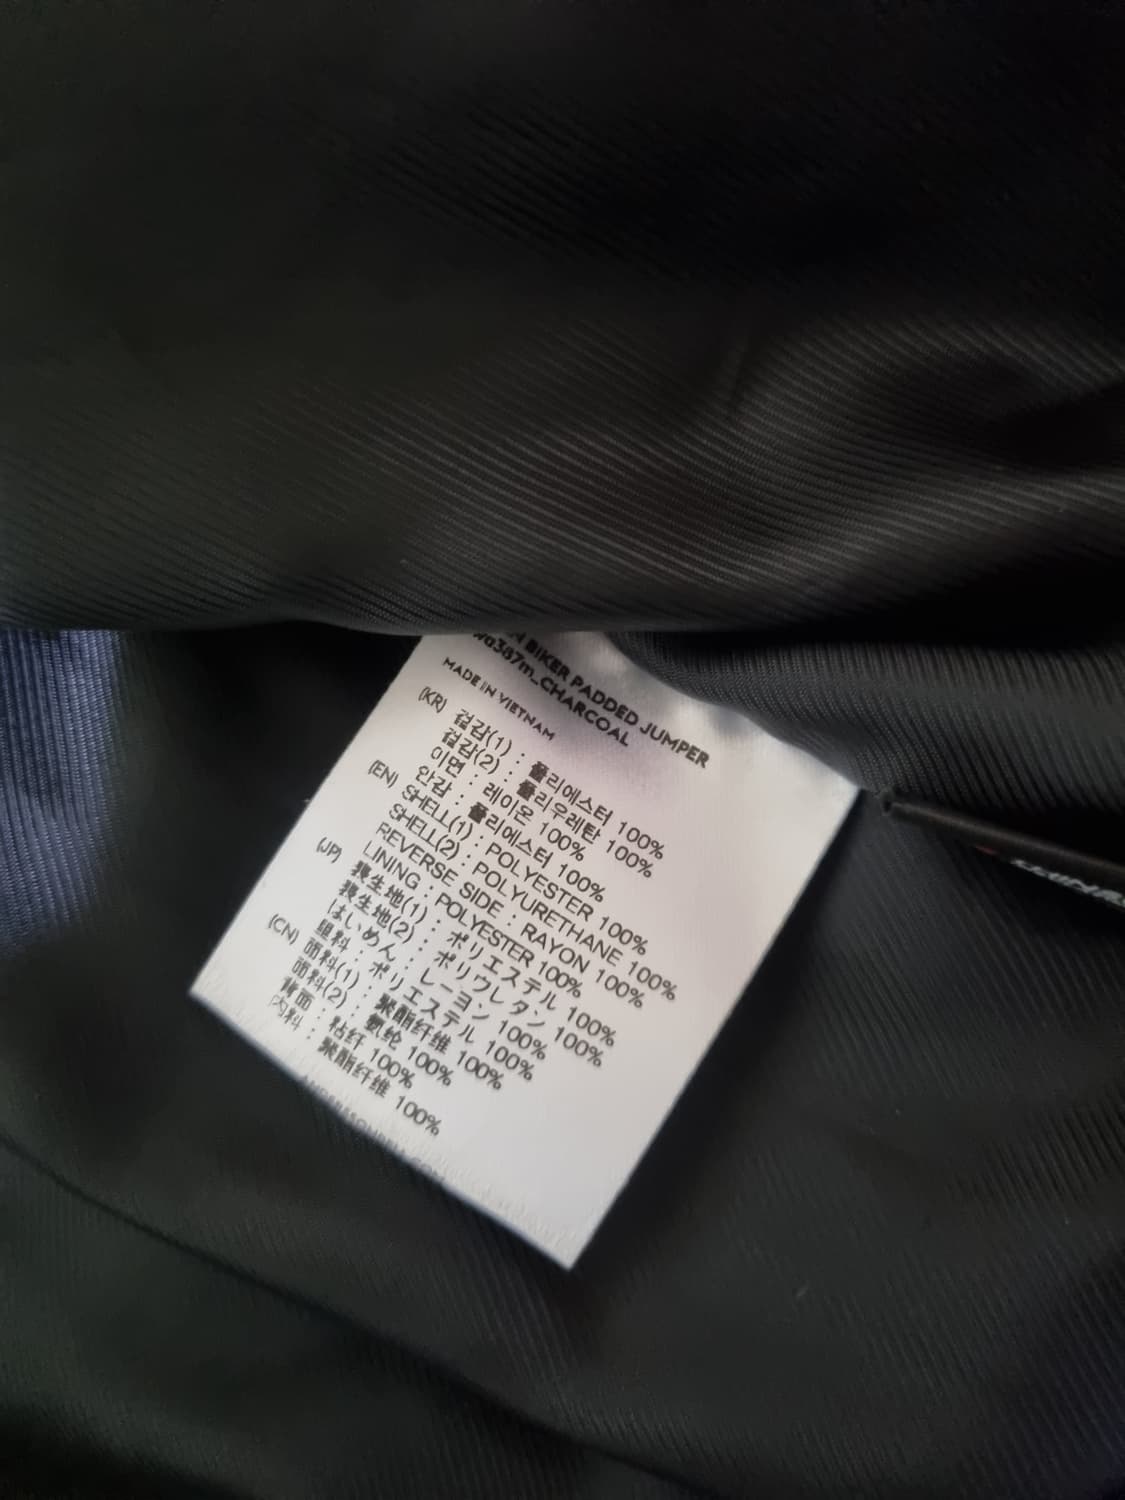 BIKER PADDED JUMPER
wa387m_CHARCOAL
MADE IN VIETNAM
(KR) 겉감(1) : 폴리에스터 100%
겉감(2) : 폴리우레탄 100%
이면 : 레이온 100%
안감 : 폴리에스터 100%
(EN) SHELL(1) : POLYESTER 100%
SHELL(2) : POLYURETHANE 100%
REVERSE SIDE : RAYON 100%
LINING : POLYESTER 100%
(JP) 表生地(1) : ポリエステル 100%
表生地(2) : ポリウレタン 100%
はいめん : レーヨン 100%
里料 : ポリエステル 100%
(CN) 面料(1) : 聚酯纤维 100%
面料(2) : 氨纶 100%
背面 : 粘纤 100%
内料 : 聚酯纤维 100%
ANDERSSONBELL.COM